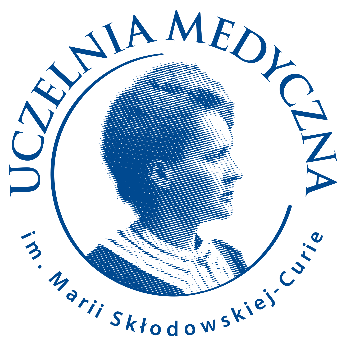 UCZELNIA MEDYCZNA
im. Marii Skłodowskiej-Curie